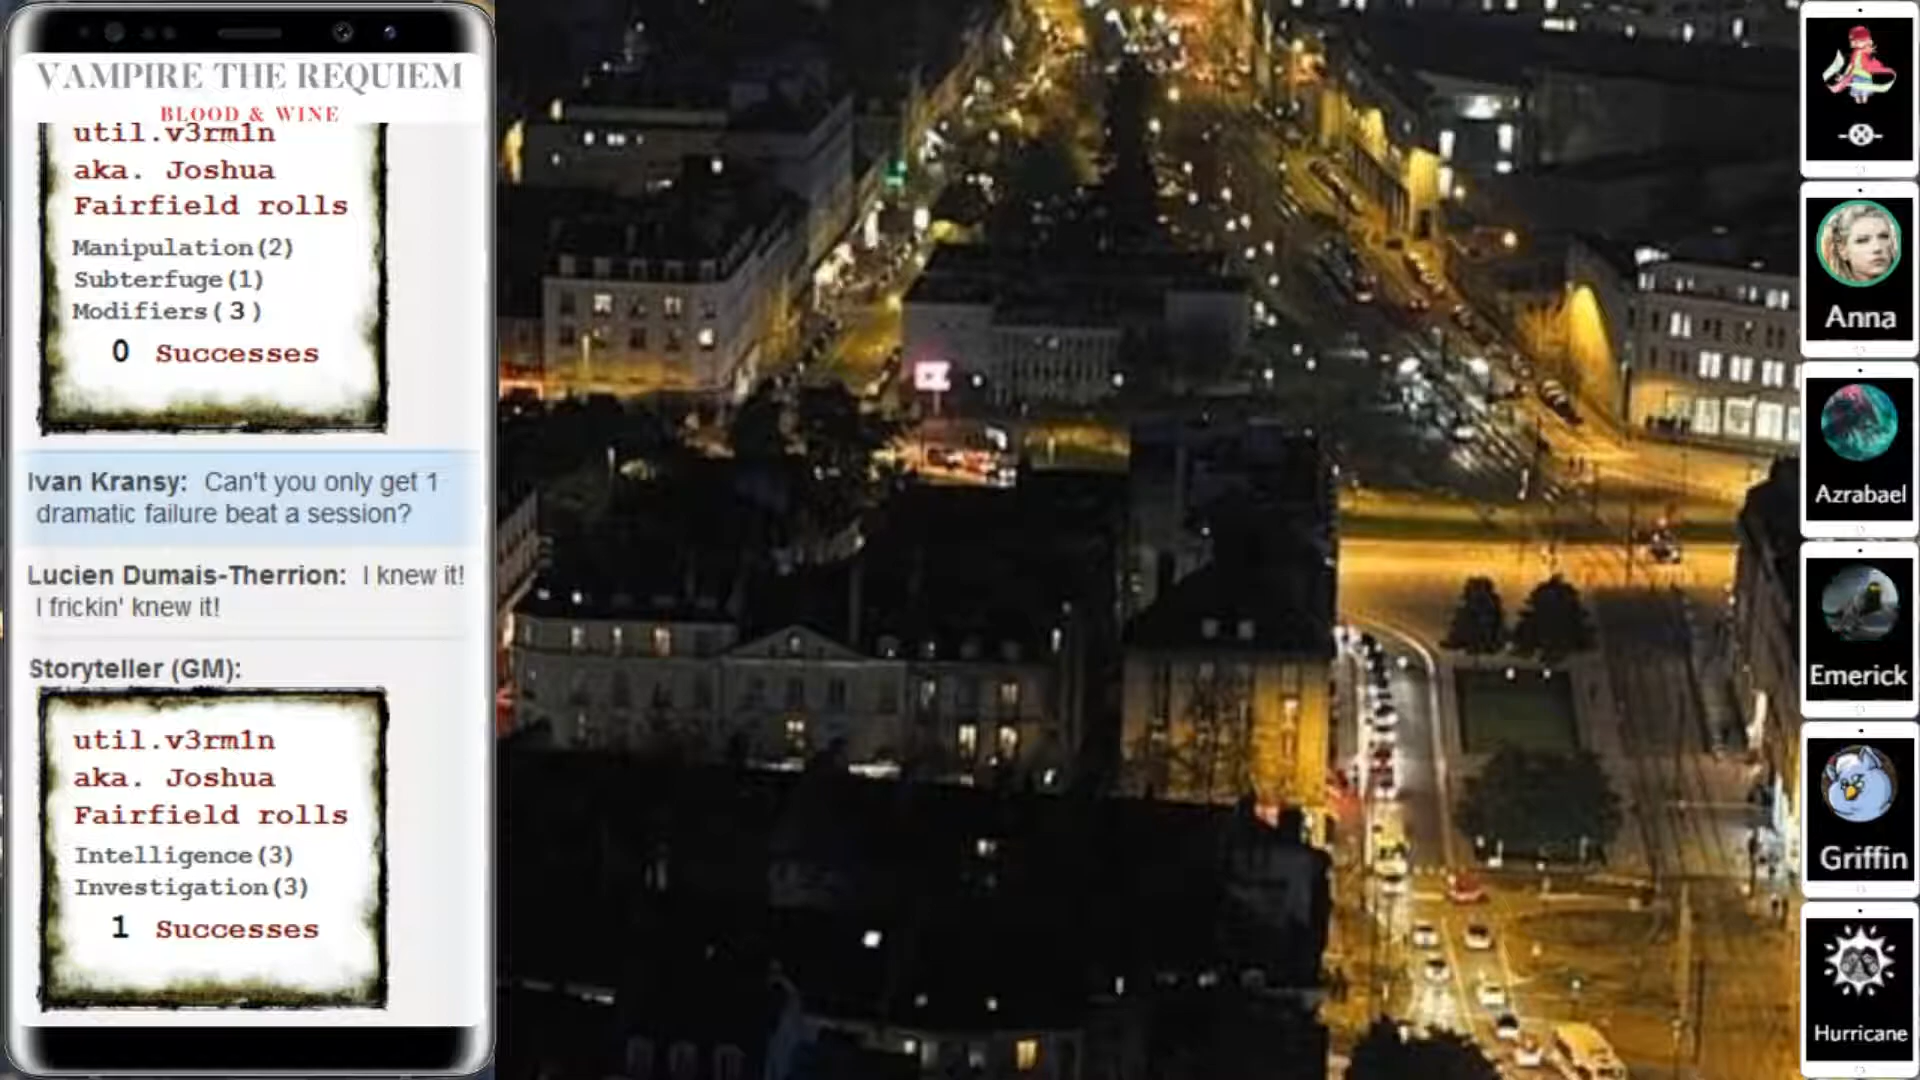 VAMPIRE THE REQUIEM
BLOOD & WINE
util.v3rm1n
aka. Joshua
Fairfield rolls
Manipulation(2)
Subterfuge(1)
Modifiers(3)
0 Successes
Ivan Kransy: Can't you only get 1
dramatic failure beat a session?
Lucien Dumais-Therrion: I knew it!
I frickin' knew it!
Storyteller (GM):
util.v3rm1n
aka. Joshua
Fairfield rolls
Intelligence(3)
Investigation(3)
1 Successes
Anna
Azrabael
Emerick
Griffin
Hurricane